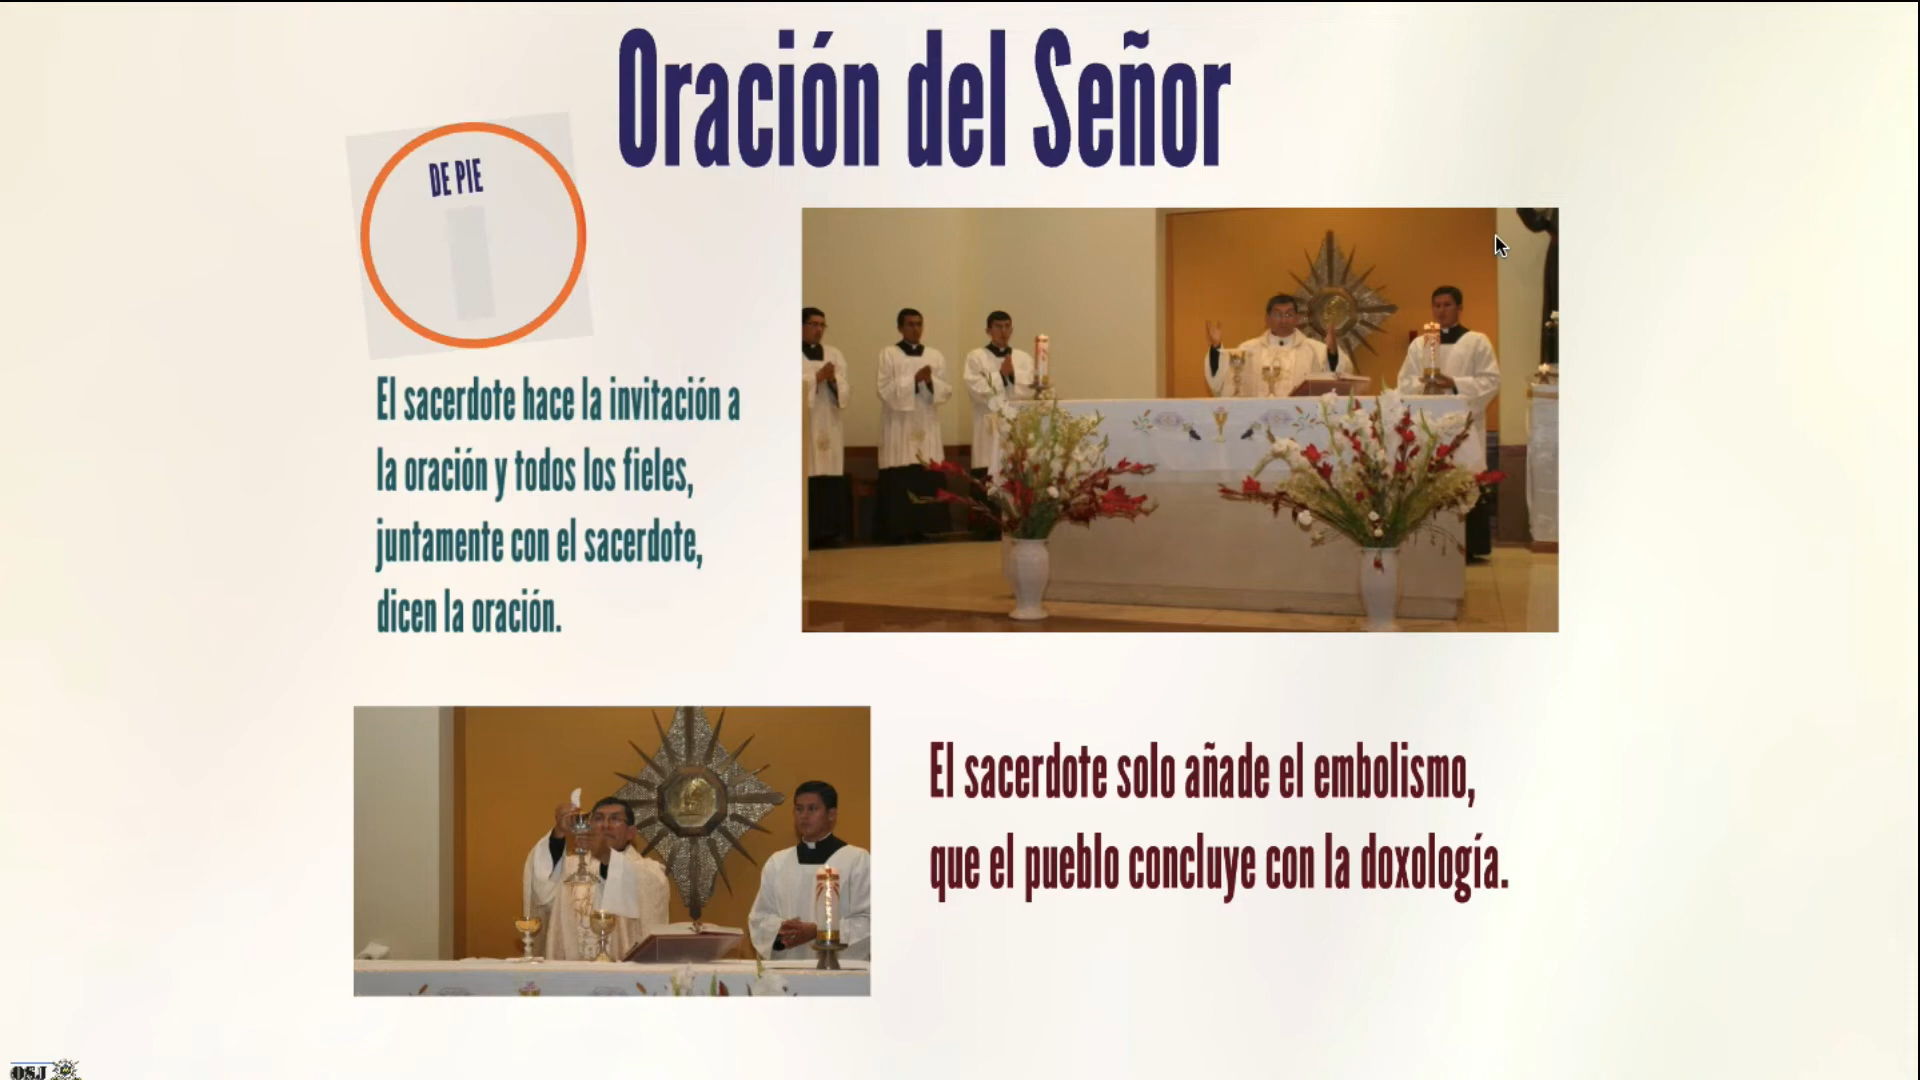 Oración del Señor
DE PIE
El sacerdote hace la invitación a
la oración y todos los fieles,
juntamente con el sacerdote,
dicen la oración.
El sacerdote solo añade el embolismo,
que el pueblo concluye con la doxología.
OSJ